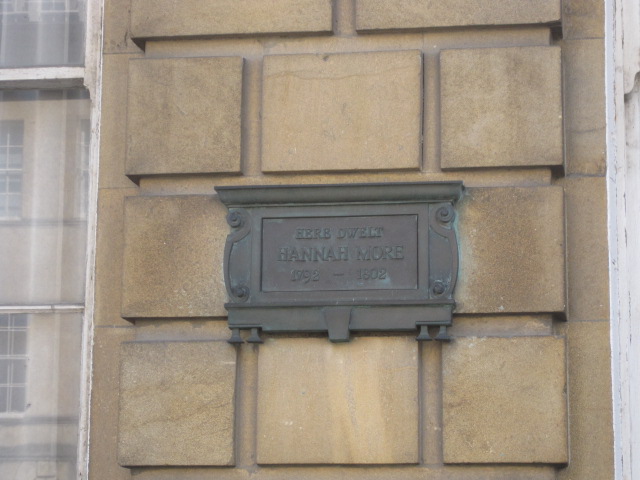 HERE DWELT
HANNAH MORE
1792 — 1802